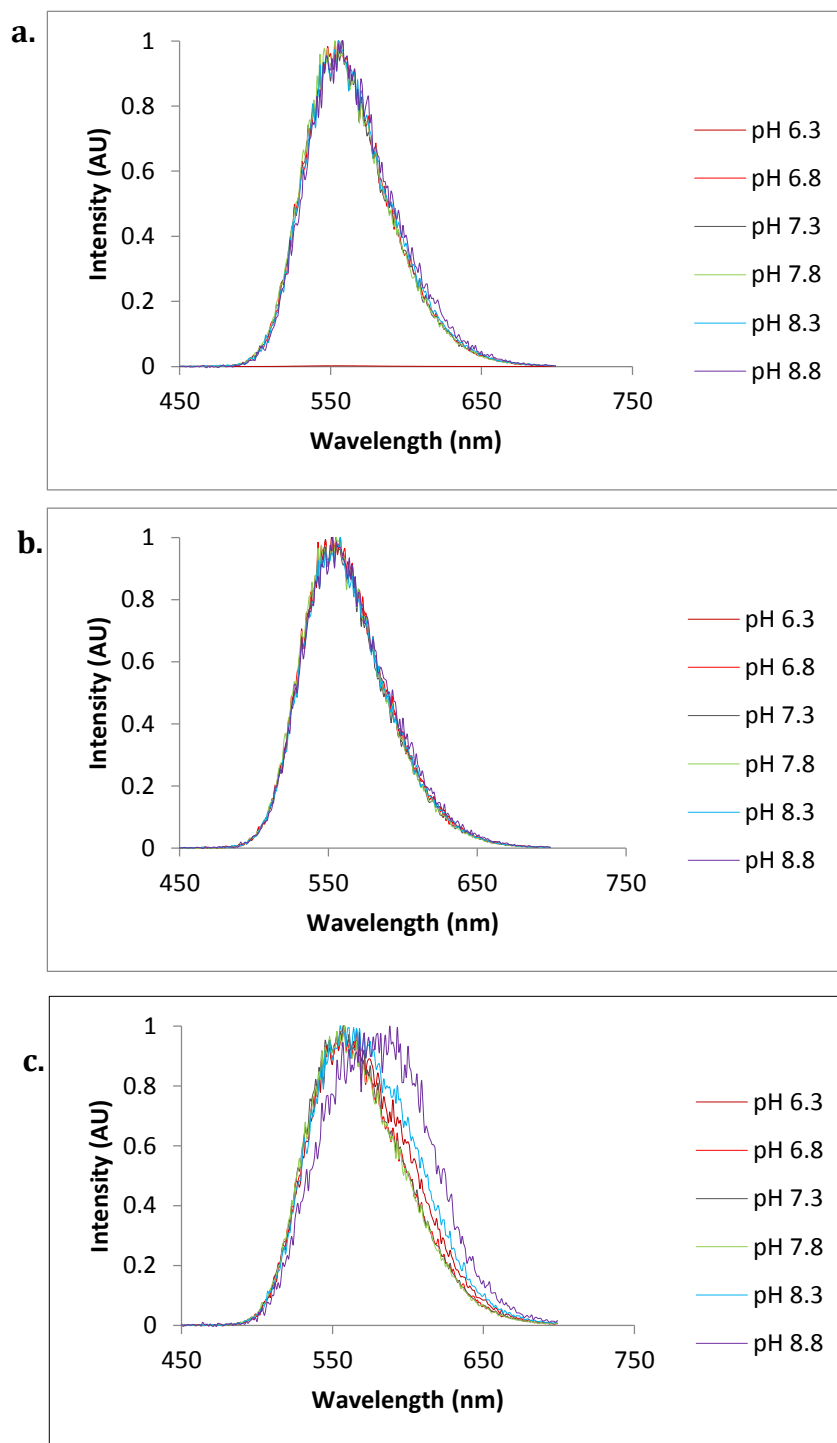 a.
Intensity (AU)
1
0.8
0.6
0.4
0.2
0
450
550
650
750
Wavelength (nm)
pH 6.3
pH 6.8
pH 7.3
pH 7.8
pH 8.3
pH 8.8
b.
Intensity (AU)
1
0.8
0.6
0.4
0.2
0
450
550
650
750
Wavelength (nm)
pH 6.3
pH 6.8
pH 7.3
pH 7.8
pH 8.3
pH 8.8
c.
Intensity (AU)
1
0.8
0.6
0.4
0.2
0
450
550
650
750
Wavelength (nm)
pH 6.3
pH 6.8
pH 7.3
pH 7.8
pH 8.3
pH 8.8